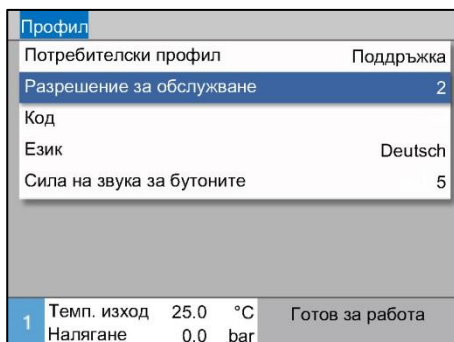 Профил
Потребителски профил Поддръжка
Разрешение за обслужване 2
Код
Език Deutsch
Сила на звука за бутоните 5
1 Темп. изход 25.0 °C Готов за работа
Налягане 0.0 bar